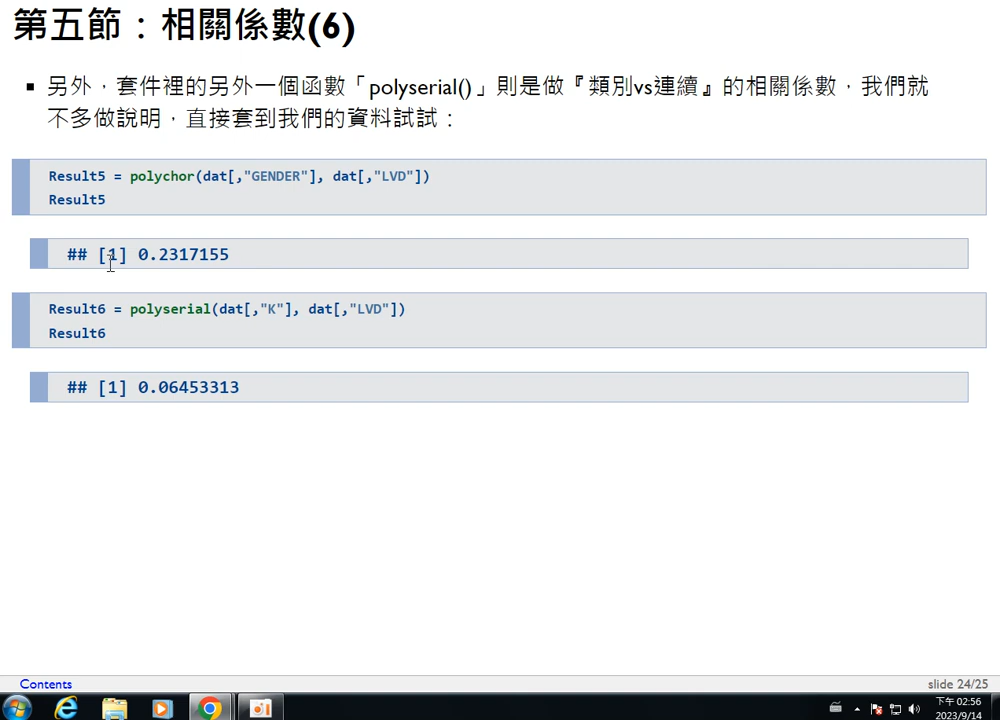 第五節：相關係數(6)
▪ 另外，套件裡的另外一個函數「polyserial()」則是做『類別vs連續』的相關係數，我們就
不多做說明，直接套到我們的資料試試：
Result5 = polychor(dat[,"GENDER"], dat[,"LVD"])
Result5
## [1] 0.2317155
Result6 = polyserial(dat[,"K"], dat[,"LVD"])
Result6
## [1] 0.06453313
Contents
slide 24/25
下午 02:56
2023/9/14